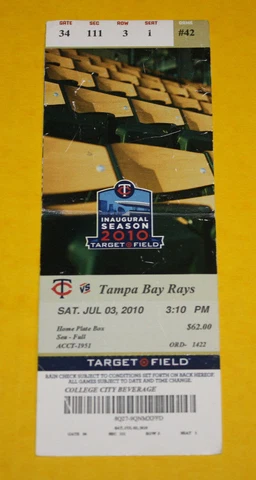 GATE SEC ROW SEAT
34 111 3 1 #42
INAUGURAL
SEASON
2010
TARGET FIELD
TC VS Tampa Bay Rays
SAT. JUL 03, 2010 3:10 PM
Home Plate Box $62.00
Sea - Full
ACCT-1951 ORD- 1422
TARGET FIELD
RAIN CHECK SUBJECT TO CONDITIONS SET FORTH ON BACK HEREOF.
ALL GAMES SUBJECT TO DATE AND TIME CHANGE.
COLLEGE CITY BEVERAGE